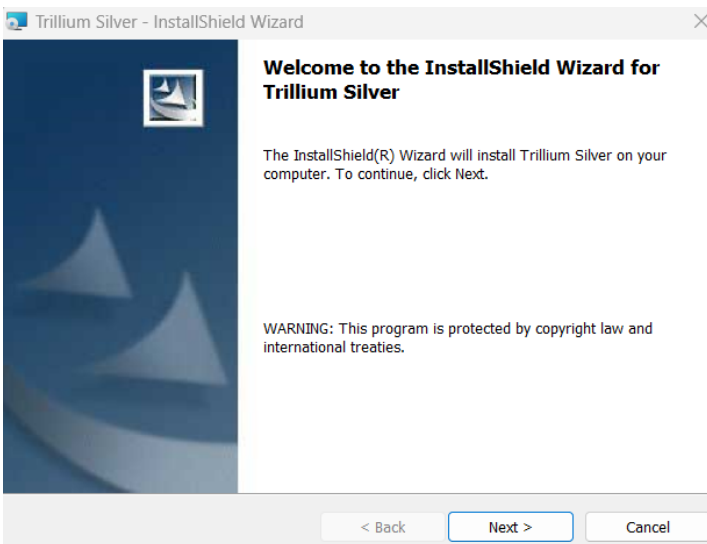 Trillium Silver - InstallShield Wizard
Welcome to the InstallShield Wizard for
Trillium Silver
The InstallShield(R) Wizard will install Trillium Silver on your
computer. To continue, click Next.
WARNING: This program is protected by copyright law and
international treaties.
< Back
Next >
Cancel